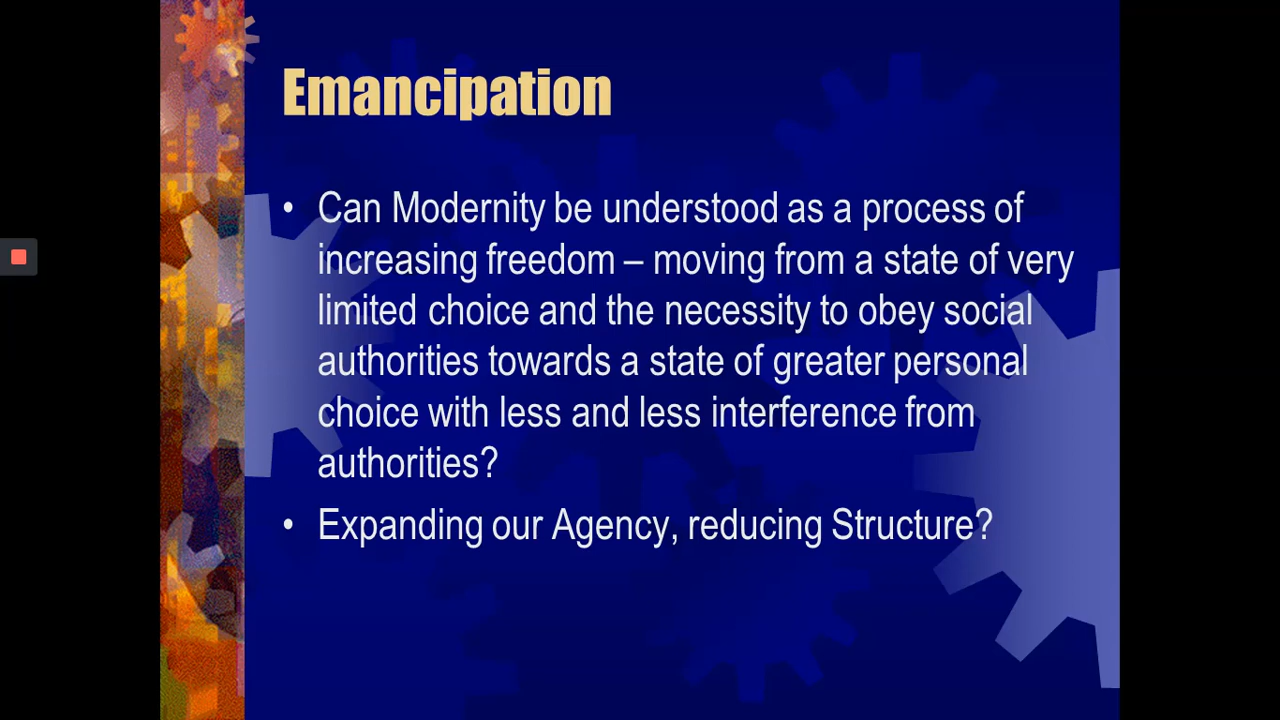 Emancipation
• Can Modernity be understood as a process of
increasing freedom – moving from a state of very
limited choice and the necessity to obey social
authorities towards a state of greater personal
choice with less and less interference from
authorities?
• Expanding our Agency, reducing Structure?